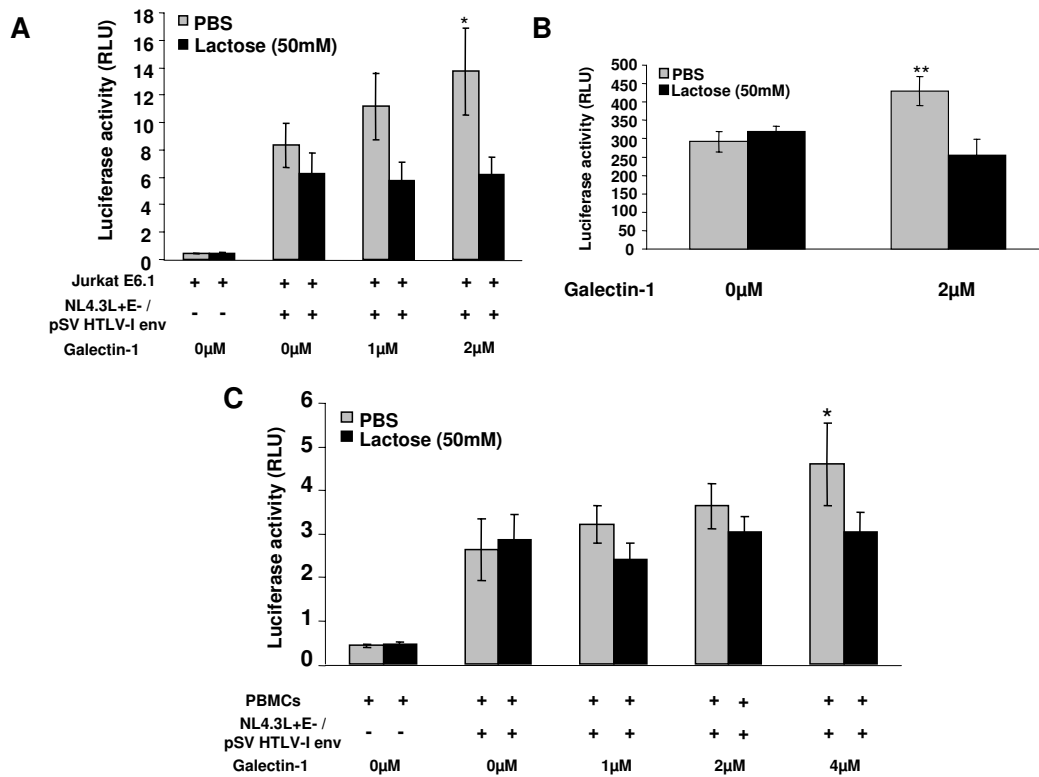 A
PBS
Lactose (50mM)
*
Luciferase activity (RLU)
18
16
14
12
10
8
6
4
2
0
Jurkat E6.1 + + + + + + + +
NL4.3L+E- /
pSV HTLV-I env
- - + + + + + +
Galectin-1 0µM 0µM 1µM 2µM
B
PBS
Lactose (50mM)
**
Luciferase activity (RLU)
500
450
400
350
300
250
200
150
100
50
0
Galectin-1 0µM 2µM
C
PBS
Lactose (50mM)
*
Luciferase activity (RLU)
6
5
4
3
2
1
0
PBMCs + + + + + + + + + +
NL4.3L+E- /
pSV HTLV-I env
- - + + + + + + + +
Galectin-1 0µM 0µM 1µM 2µM 4µM